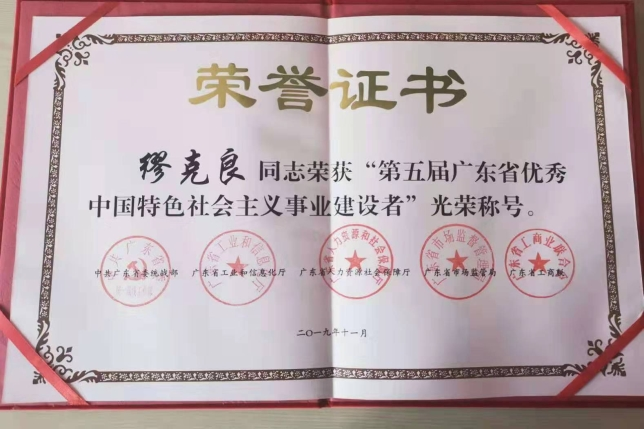 荣誉证书
缪克良 同志荣获“第五届广东省优秀
中国特色社会主义事业建设者”光荣称号。
中共广东省委统战部 广东省工业和信息化厅 广东省人力资源社会保障厅 广东省市场监管局 广东省工商联
二〇一九年十一月